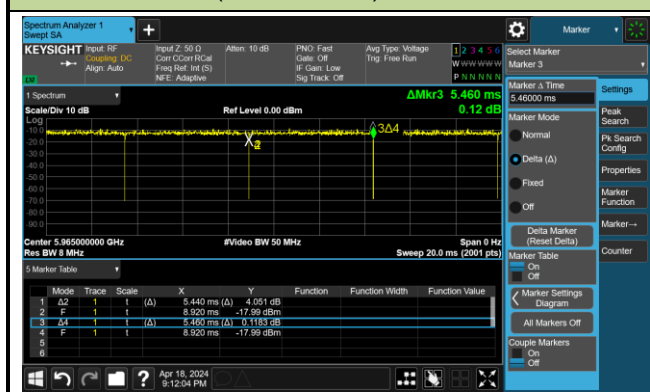 Spectrum Analyzer 1
Swept SA
+
Marker
KEYSIGHT
Input: RF
Coupling: DC
Align: Auto
Input Z: 50 Ω
Corr CCorr RCal
Freq Ref: Int (S)
NFE: Adaptive
Atten: 10 dB
PNO: Fast
Gate: Off
IF Gain: Low
Sig Track: Off
Avg Type: Voltage
Trig: Free Run
1 2 3 4 5 6
W W W W W W
P N N N N N
Select Marker
Marker 3
1 Spectrum
ΔMkr3 5.460 ms
0.12 dB
Scale/Div 10 dB
Ref Level 0.00 dBm
Log
-10.0
-20.0
-30.0
-40.0
-50.0
-60.0
-70.0
-80.0
-90.0
3Δ4
Center 5.965000000 GHz
Res BW 8 MHz
#Video BW 50 MHz
Span 0 Hz
Sweep 20.0 ms (2001 pts)
5 Marker Table
Mode Trace Scale X Y Function Function Width Function Value
1 Δ2 1 t (Δ) 5.440 ms (Δ) 4.051 dB
2 F 1 t 8.920 ms -17.99 dBm
3 Δ4 1 t (Δ) 5.460 ms (Δ) 0.1183 dB
4 F 1 t 8.920 ms -17.99 dBm
5
6
Marker Δ Time
5.46000 ms
Marker Mode
Normal
Delta (Δ)
Fixed
Off
Delta Marker
(Reset Delta)
Marker Table
On
Off
Marker Settings
Diagram
All Markers Off
Couple Markers
On
Off
Settings
Peak
Search
Pk Search
Config
Properties
Marker
Function
Marker→
Counter
?
Apr 18, 2024
9:12:04 PM